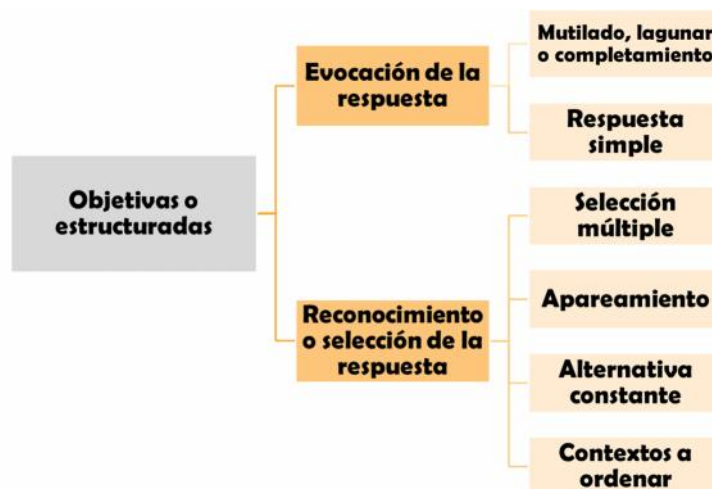 Objetivas o
estructuradas
Evocación de la
respuesta
Mutilado, lagunar
o completamiento
Respuesta
simple
Reconocimiento
o selección de la
respuesta
Selección
múltiple
Apareamiento
Alternativa
constante
Contextos a
ordenar